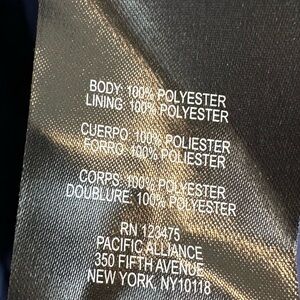 BODY: 100% POLYESTER
LINING: 100% POLYESTER
CUERPO: 100% POLIESTER
FORRO: 100% POLIESTER
CORPS: 100% POLYESTER
DOUBLURE: 100% POLYESTER
RN 123475
PACIFIC ALLIANCE
350 FIFTH AVENUE
NEW YORK, NY10118